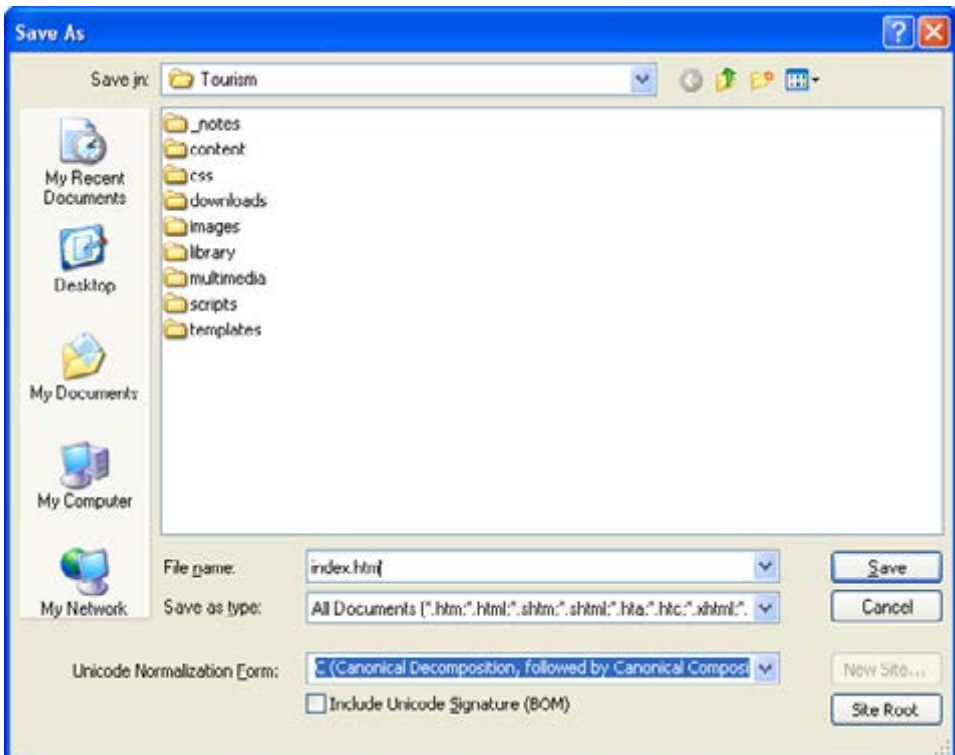 Save As
Save in:
Tourism
_notes
content
css
downloads
images
library
multimedia
scripts
templates
My Recent
Documents
Desktop
My Documents
My Computer
My Network
File name:
index.htm
Save
Save as type:
All Documents (*.htm;*.html;*.shtm;*.shtml;*.hta;*.htc;*.xhtml;*.
Cancel
Unicode Normalization Form:
C (Canonical Decomposition, followed by Canonical Composi
New Site...
Include Unicode Signature (BOM)
Site Root